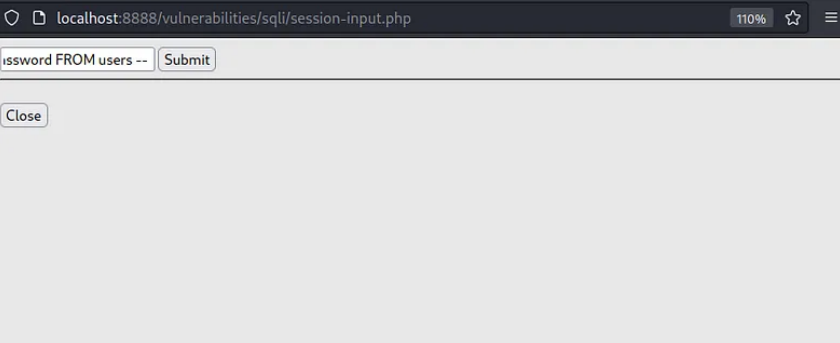 localhost:8888/vulnerabilities/sqli/session-input.php 110%
ssword FROM users -- Submit
Close